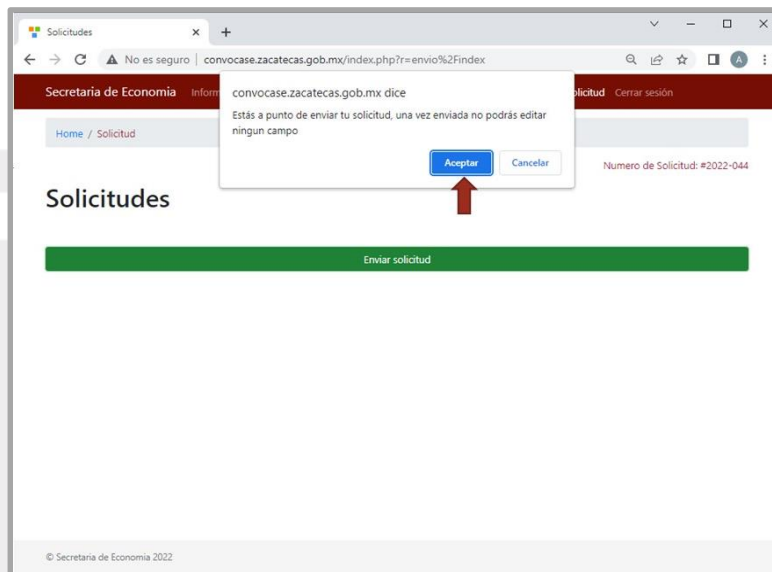 Solicitudes
No es seguro | convocase.zacatecas.gob.mx/index.php?r=envio%2Findex
A
Secretaria de Economia Inform
convocase.zacatecas.gob.mx dice
olicitud Cerrar sesión
Estás a punto de enviar tu solicitud, una vez enviada no podrás editar
ningun campo
Home / Solicitud
Aceptar Cancelar
Numero de Solicitud: #2022-044
Solicitudes
Enviar solicitud
© Secretaria de Economia 2022